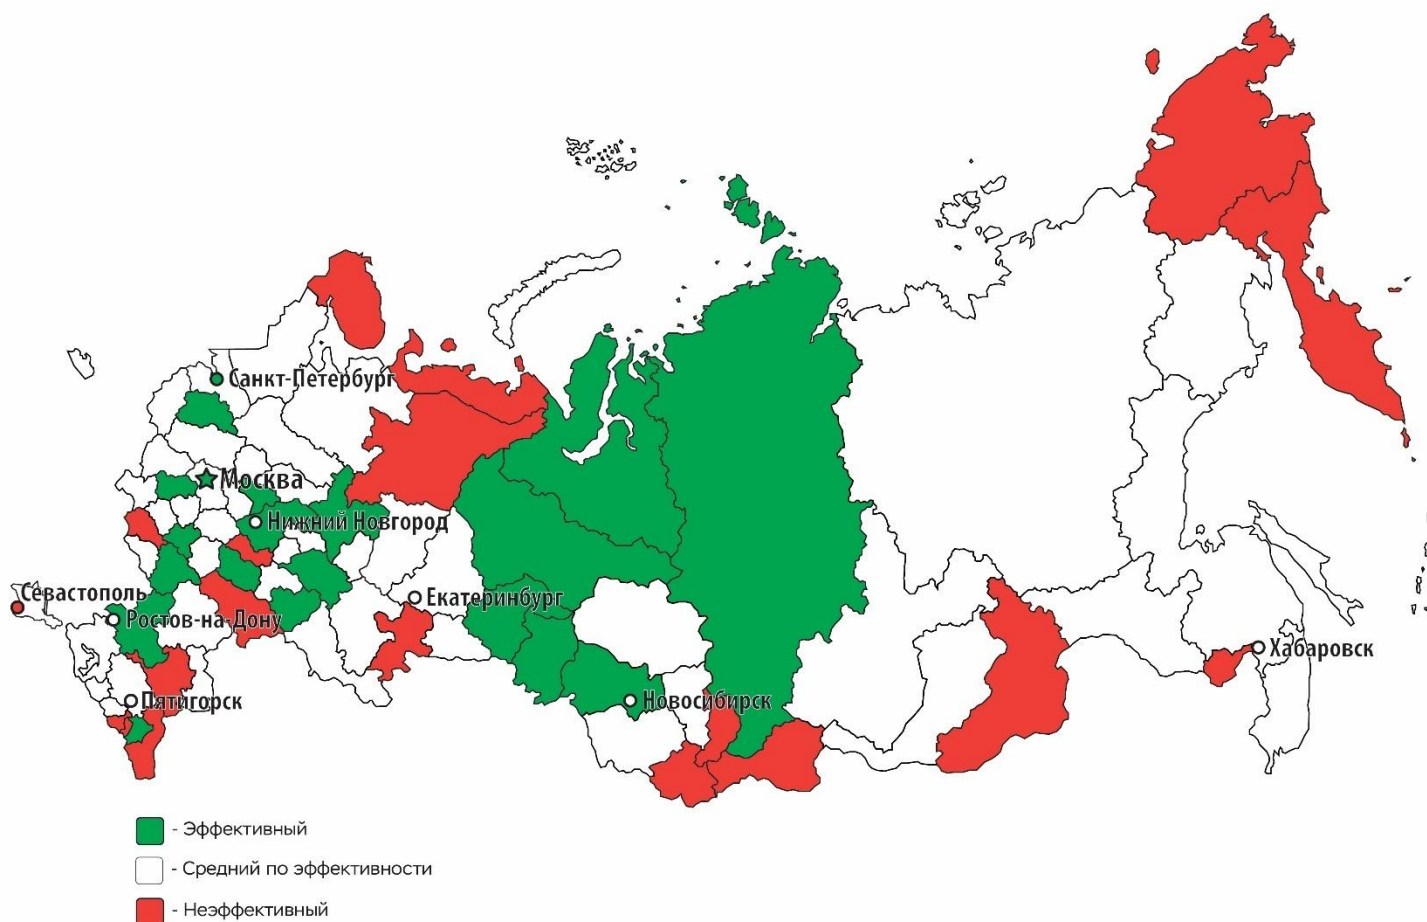 Санкт-Петербург
Москва
Нижний Новгород
Севастополь
Екатеринбург
Ростов-на-Дону
Хабаровск
Пятигорск
Новосибирск
- Эффективный
- Средний по эффективности
- Неэффективный